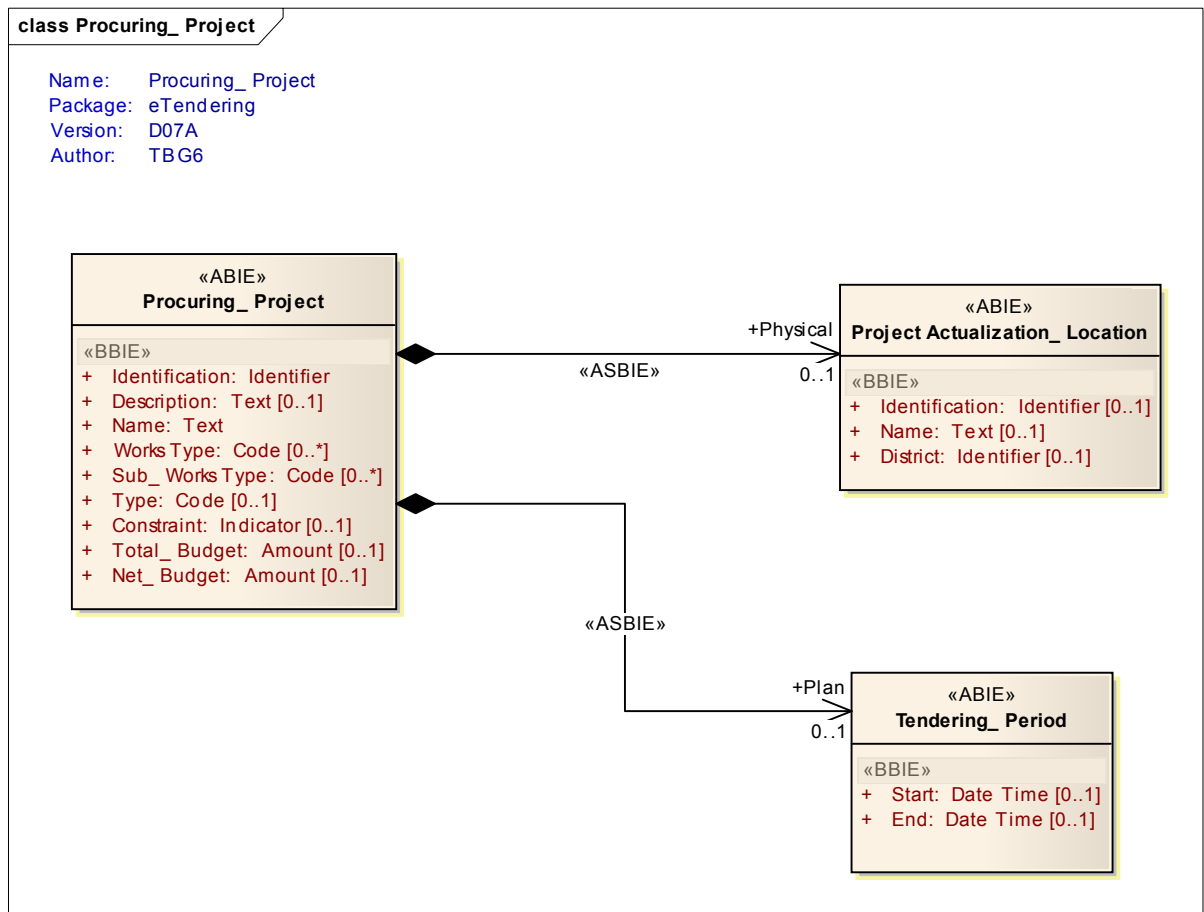 class Procuring_ Project
Name: Procuring_ Project
Package: eTendering
Version: D07A
Author: TBG6
«ABIE»
Procuring_ Project
«BBIE»
+ Identification: Identifier
+ Description: Text [0..1]
+ Name: Text
+ Works Type: Code [0..*]
+ Sub_ Works Type: Code [0..*]
+ Type: Code [0..1]
+ Constraint: Indicator [0..1]
+ Total_ Budget: Amount [0..1]
+ Net_ Budget: Amount [0..1]
+Physical
0..1
«ASBIE»
«ABIE»
Project Actualization_ Location
«BBIE»
+ Identification: Identifier [0..1]
+ Name: Text [0..1]
+ District: Identifier [0..1]
«ASBIE»
+Plan
0..1
«ABIE»
Tendering_ Period
«BBIE»
+ Start: Date Time [0..1]
+ End: Date Time [0..1]